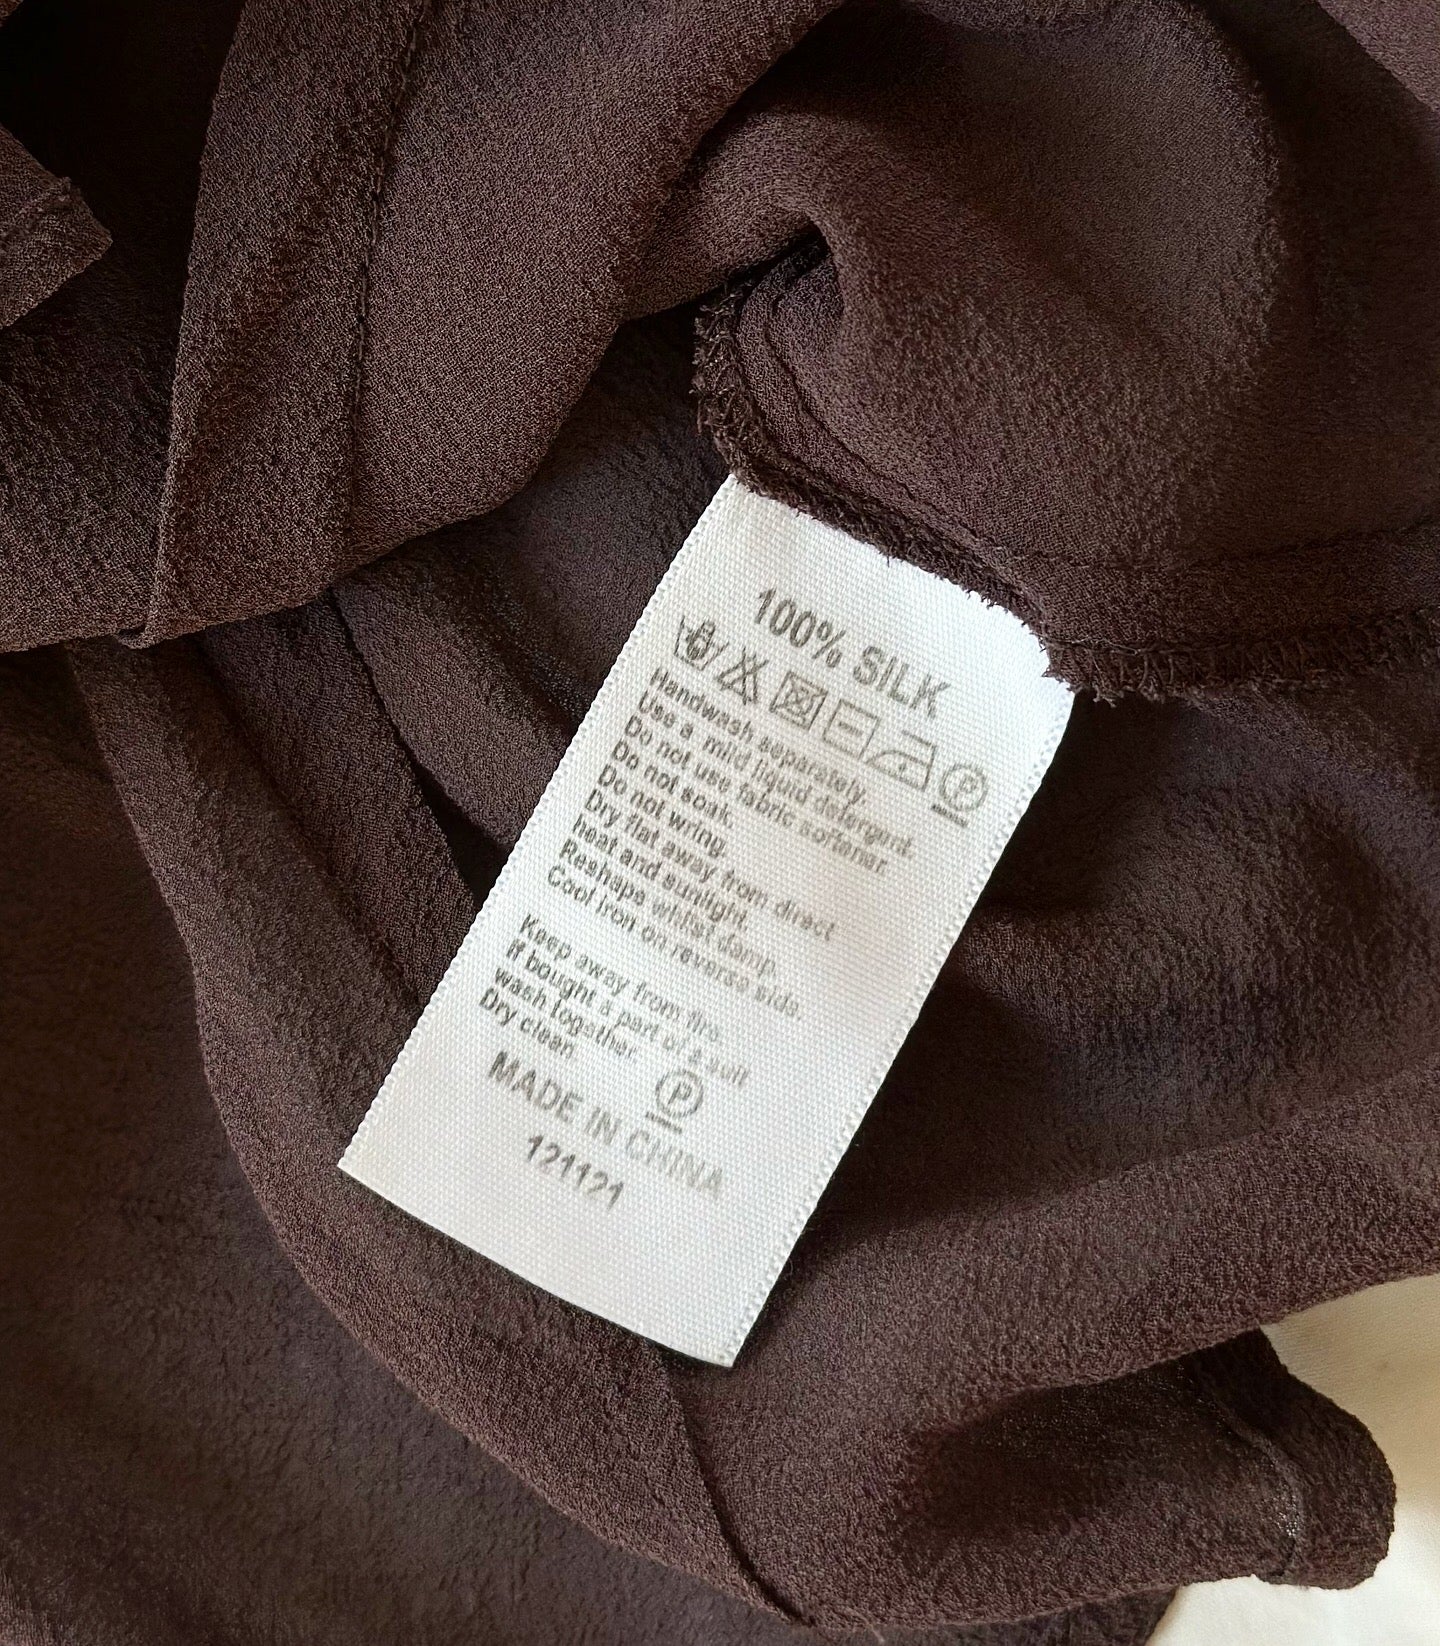 100% SILK
P
Handwash separately.
Use a mild liquid detergent.
Do not use fabric softener.
Do not soak.
Do not wring.
Dry flat away from direct
heat and sunlight.
Reshaps whilst damp.
Cool iron on reverse side.
Keep away from fire.
If bought a part of a suit
wash together.
Dry clean. P
MADE IN CHINA
121121